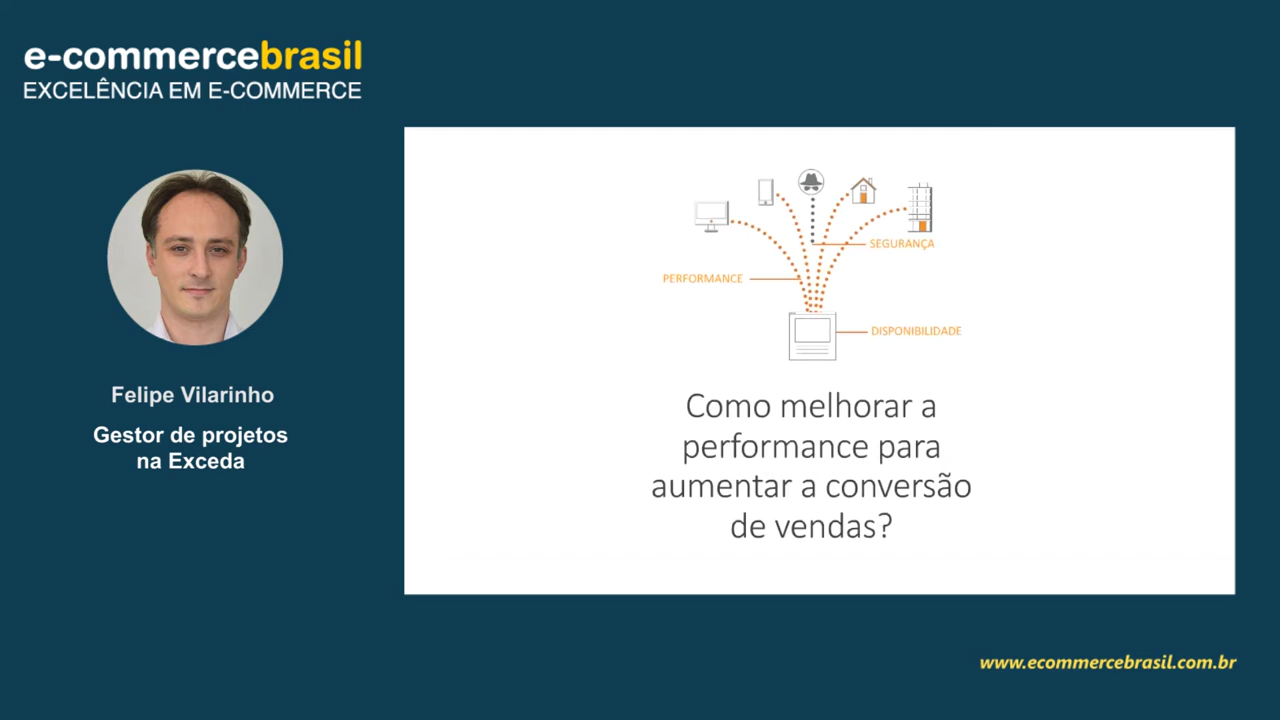 e-commercebrasil
EXCELÊNCIA EM E-COMMERCE
Felipe Vilarinho
Gestor de projetos
na Exceda
SEGURANÇA
PERFORMANCE
DISPONIBILIDADE
Como melhorar a
performance para
aumentar a conversão
de vendas?
www.ecommercebrasil.com.br